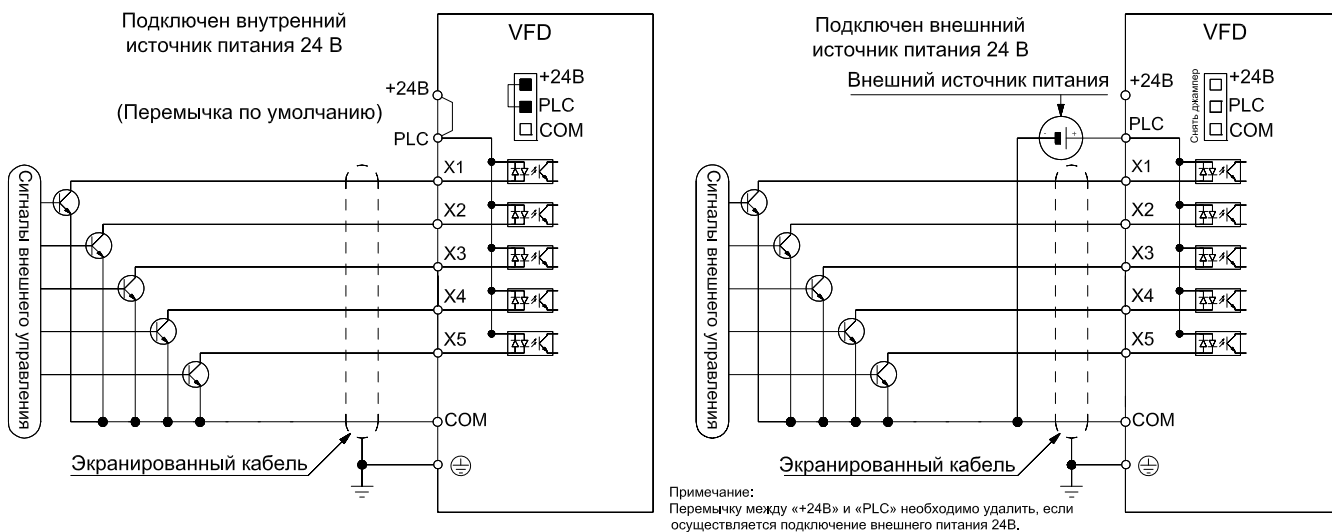 Подключен внутренний
источник питания 24 В
(Перемычка по умолчанию)
VFD
+24В
PLC
COM
+24В
PLC
X1
X2
X3
X4
X5
COM
Сигналы внешнего управления
Экранированный кабель
Подключен внешнний
источник питания 24 В
Внешний источник питания
VFD
Снять джампер
+24В
PLC
COM
+24В
PLC
- +
X1
X2
X3
X4
X5
COM
Сигналы внешнего управления
Экранированный кабель
Примечание:
Перемычку между «+24В» и «PLC» необходимо удалить, если
осуществляется подключение внешнего питания 24В.